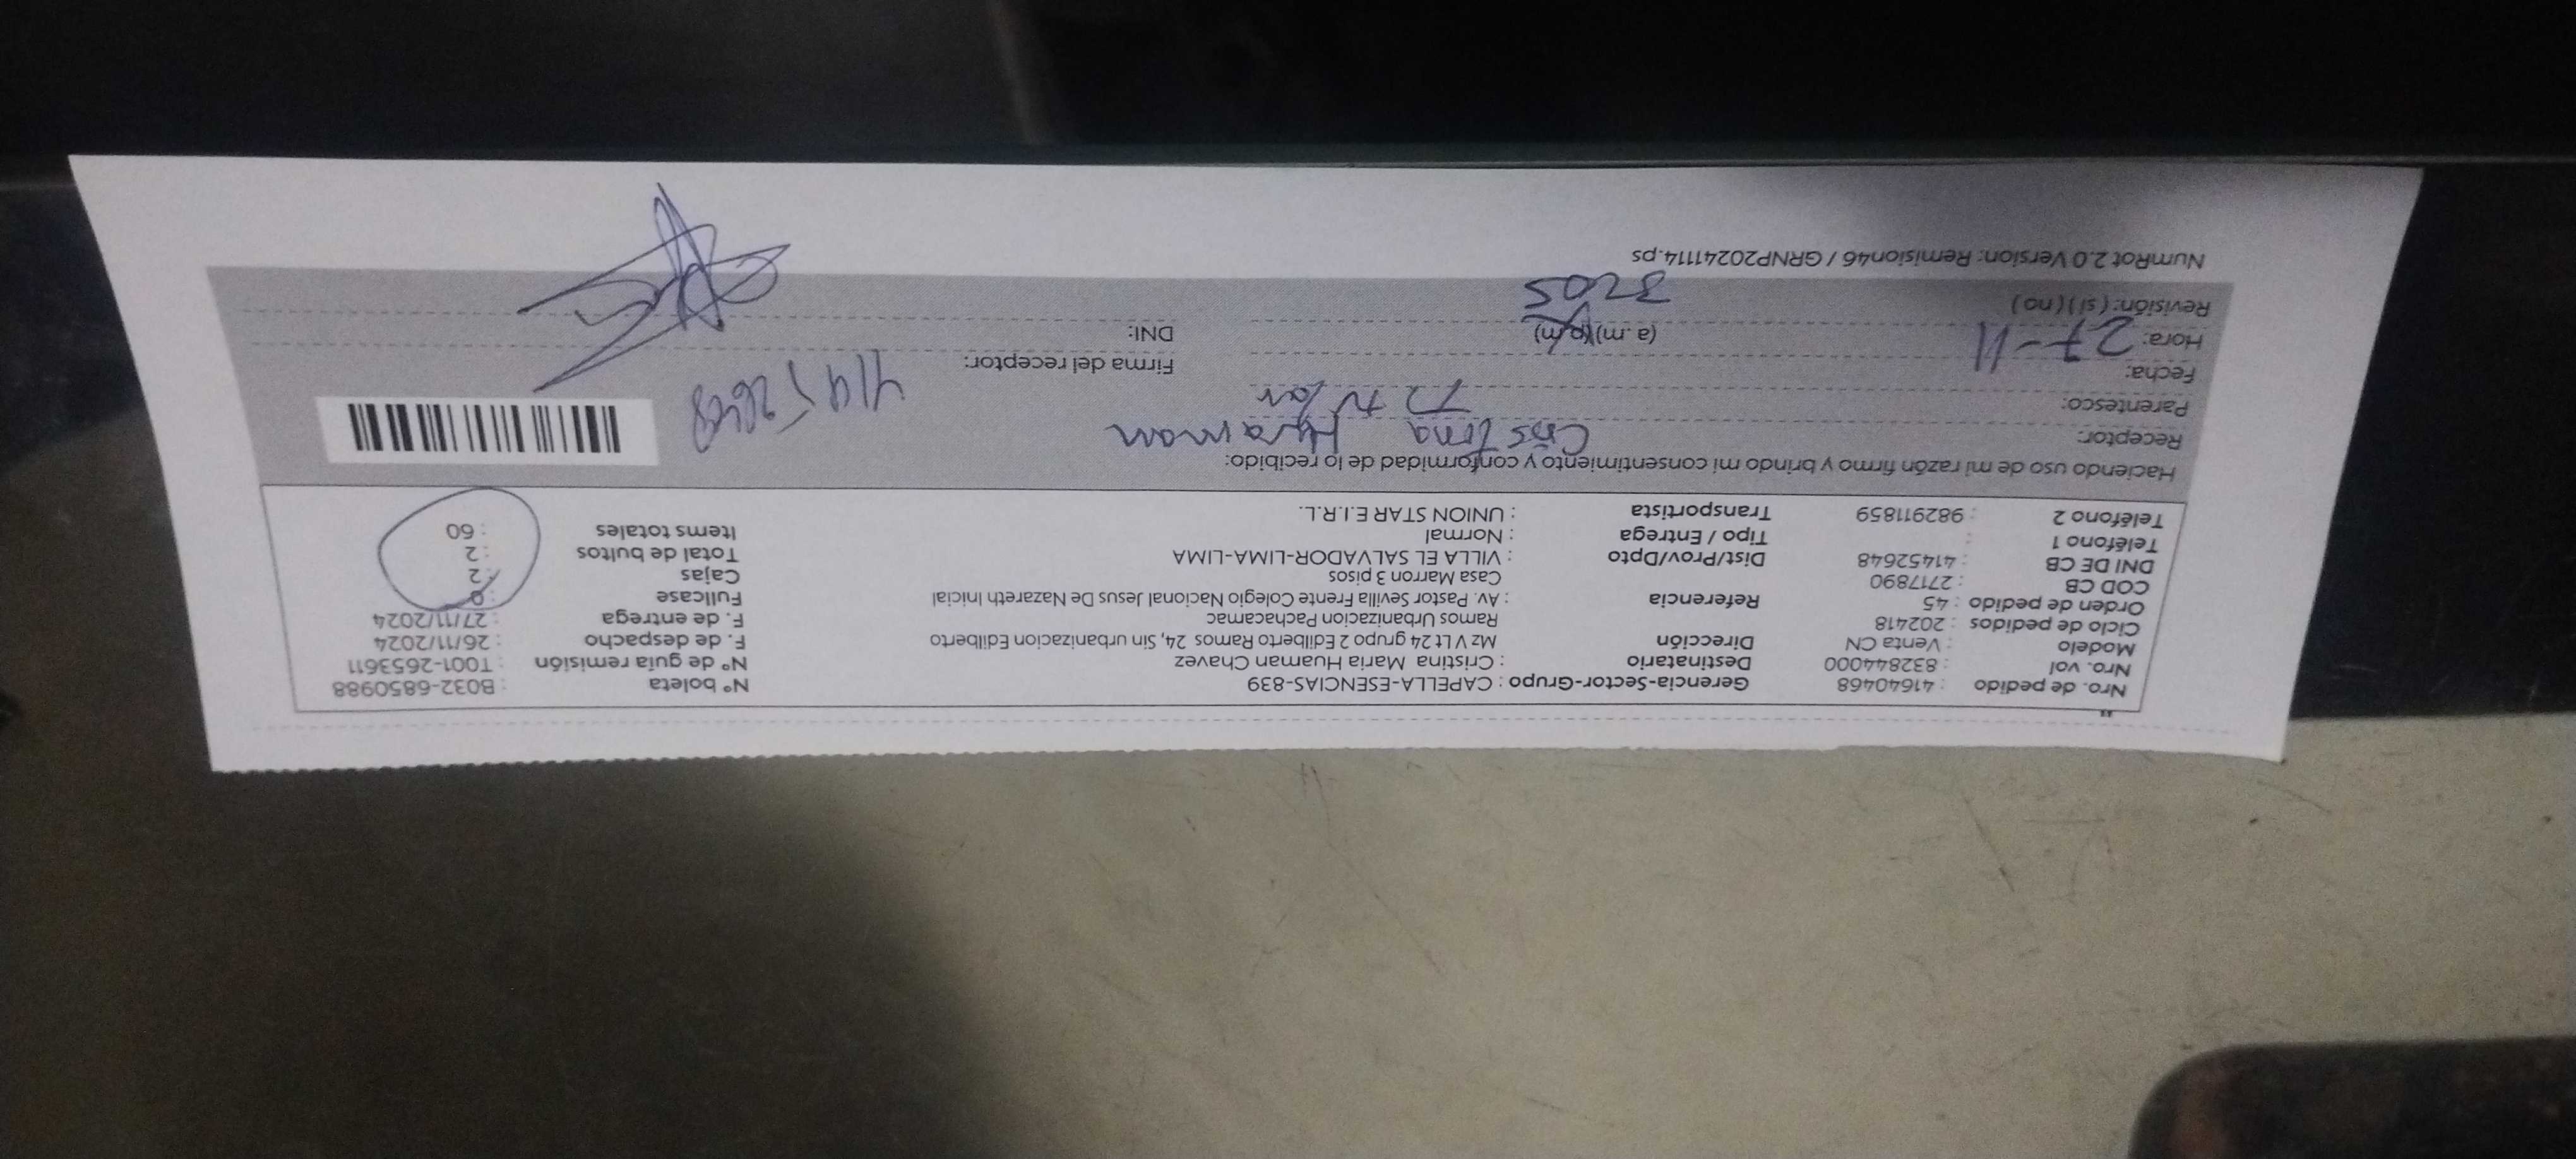 Nro. de pedido : 41640468 Gerencia-Sector-Grupo : CAPELLA-ESENCIAS-839 N° boleta : B032-6850988
Nro. vol : 832844000 Destinatario : Cristina Maria Huaman Chavez N° de guía remisión : T001-2653611
Modelo : Venta CN Dirección Mz V Lt 24 grupo 2 Edilberto Ramos 24, Sin urbanizacion Edilberto F. de despacho : 26/11/2024
Ciclo de pedidos : 202418 Ramos Urbanizacion Pachacamac F. de entrega : 27/11/2024
Orden de pedido : 45 Referencia : Av. Pastor Sevilla Frente Colegio Nacional Jesus De Nazareth Inicial Fullcase : 0
COD CB : 2717890 Casa Marron 3 pisos Cajas : 2
DNI DE CB : 41452648 Dist/Prov/Dpto : VILLA EL SALVADOR-LIMA-LIMA Total de bultos : 2
Teléfono 1 : Tipo / Entrega : Normal Items totales : 60
Teléfono 2 : 982911859 Transportista : UNION STAR E.I.R.L.
Haciendo uso de mi razón firmo y brindo mi consentimiento y conformidad de lo recibido:
Receptor: Cristina Huaman
Parentesco: Titular
Fecha: 27-11 Firma del receptor: 41452648
Hora: (a.m)(p.m) DNI:
Revisión: ( sí ) ( no ) 3205
NumRot 2.0 Version: Remision46 / GRNP20241114.ps